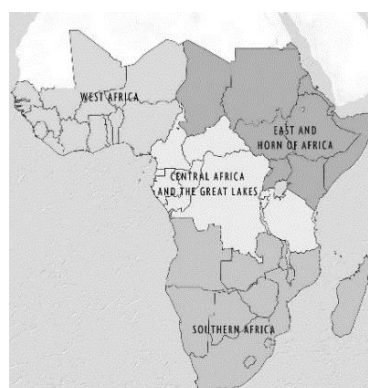 WEST AFRICA
EAST AND
HORN OF AFRICA
CENTRAL AFRICA
AND THE GREAT LAKES
SOUTHERN AFRICA